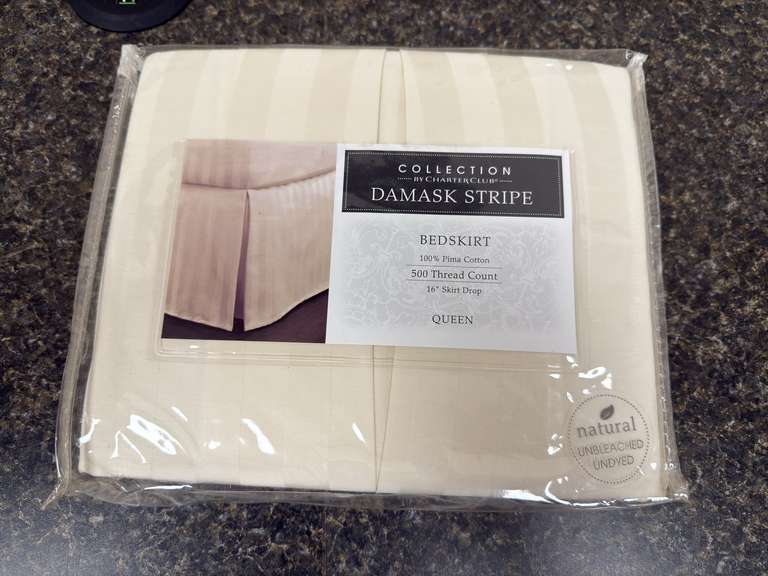 COLLECTION
BY CHARTER CLUB®
DAMASK STRIPE
BEDSKIRT
100% Pima Cotton
500 Thread Count
16" Skirt Drop
QUEEN
natural
UNBLEACHED
UNDYED